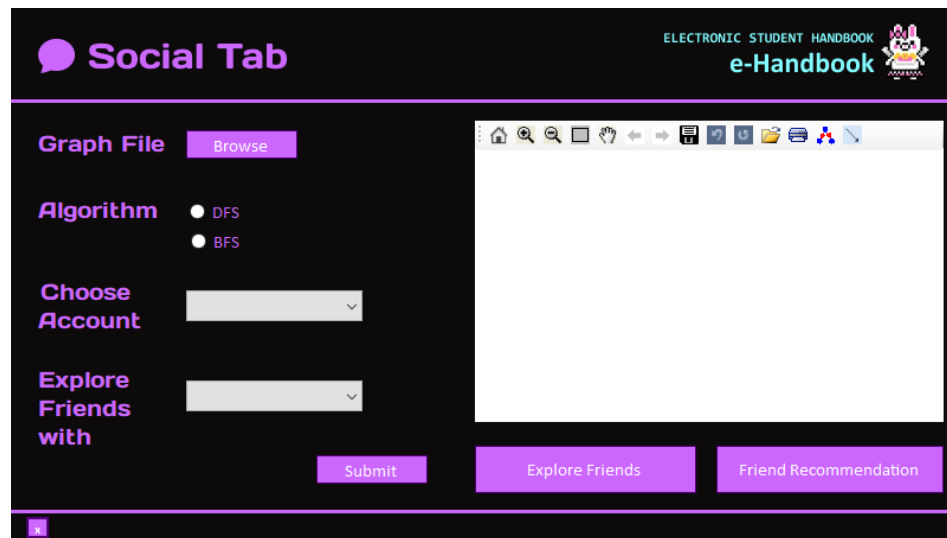 Social Tab
ELECTRONIC STUDENT HANDBOOK
e-Handbook
Graph File
Browse
Algorithm
DFS
BFS
Choose
Account
Explore
Friends
with
Submit
Explore Friends
Friend Recommendation
x